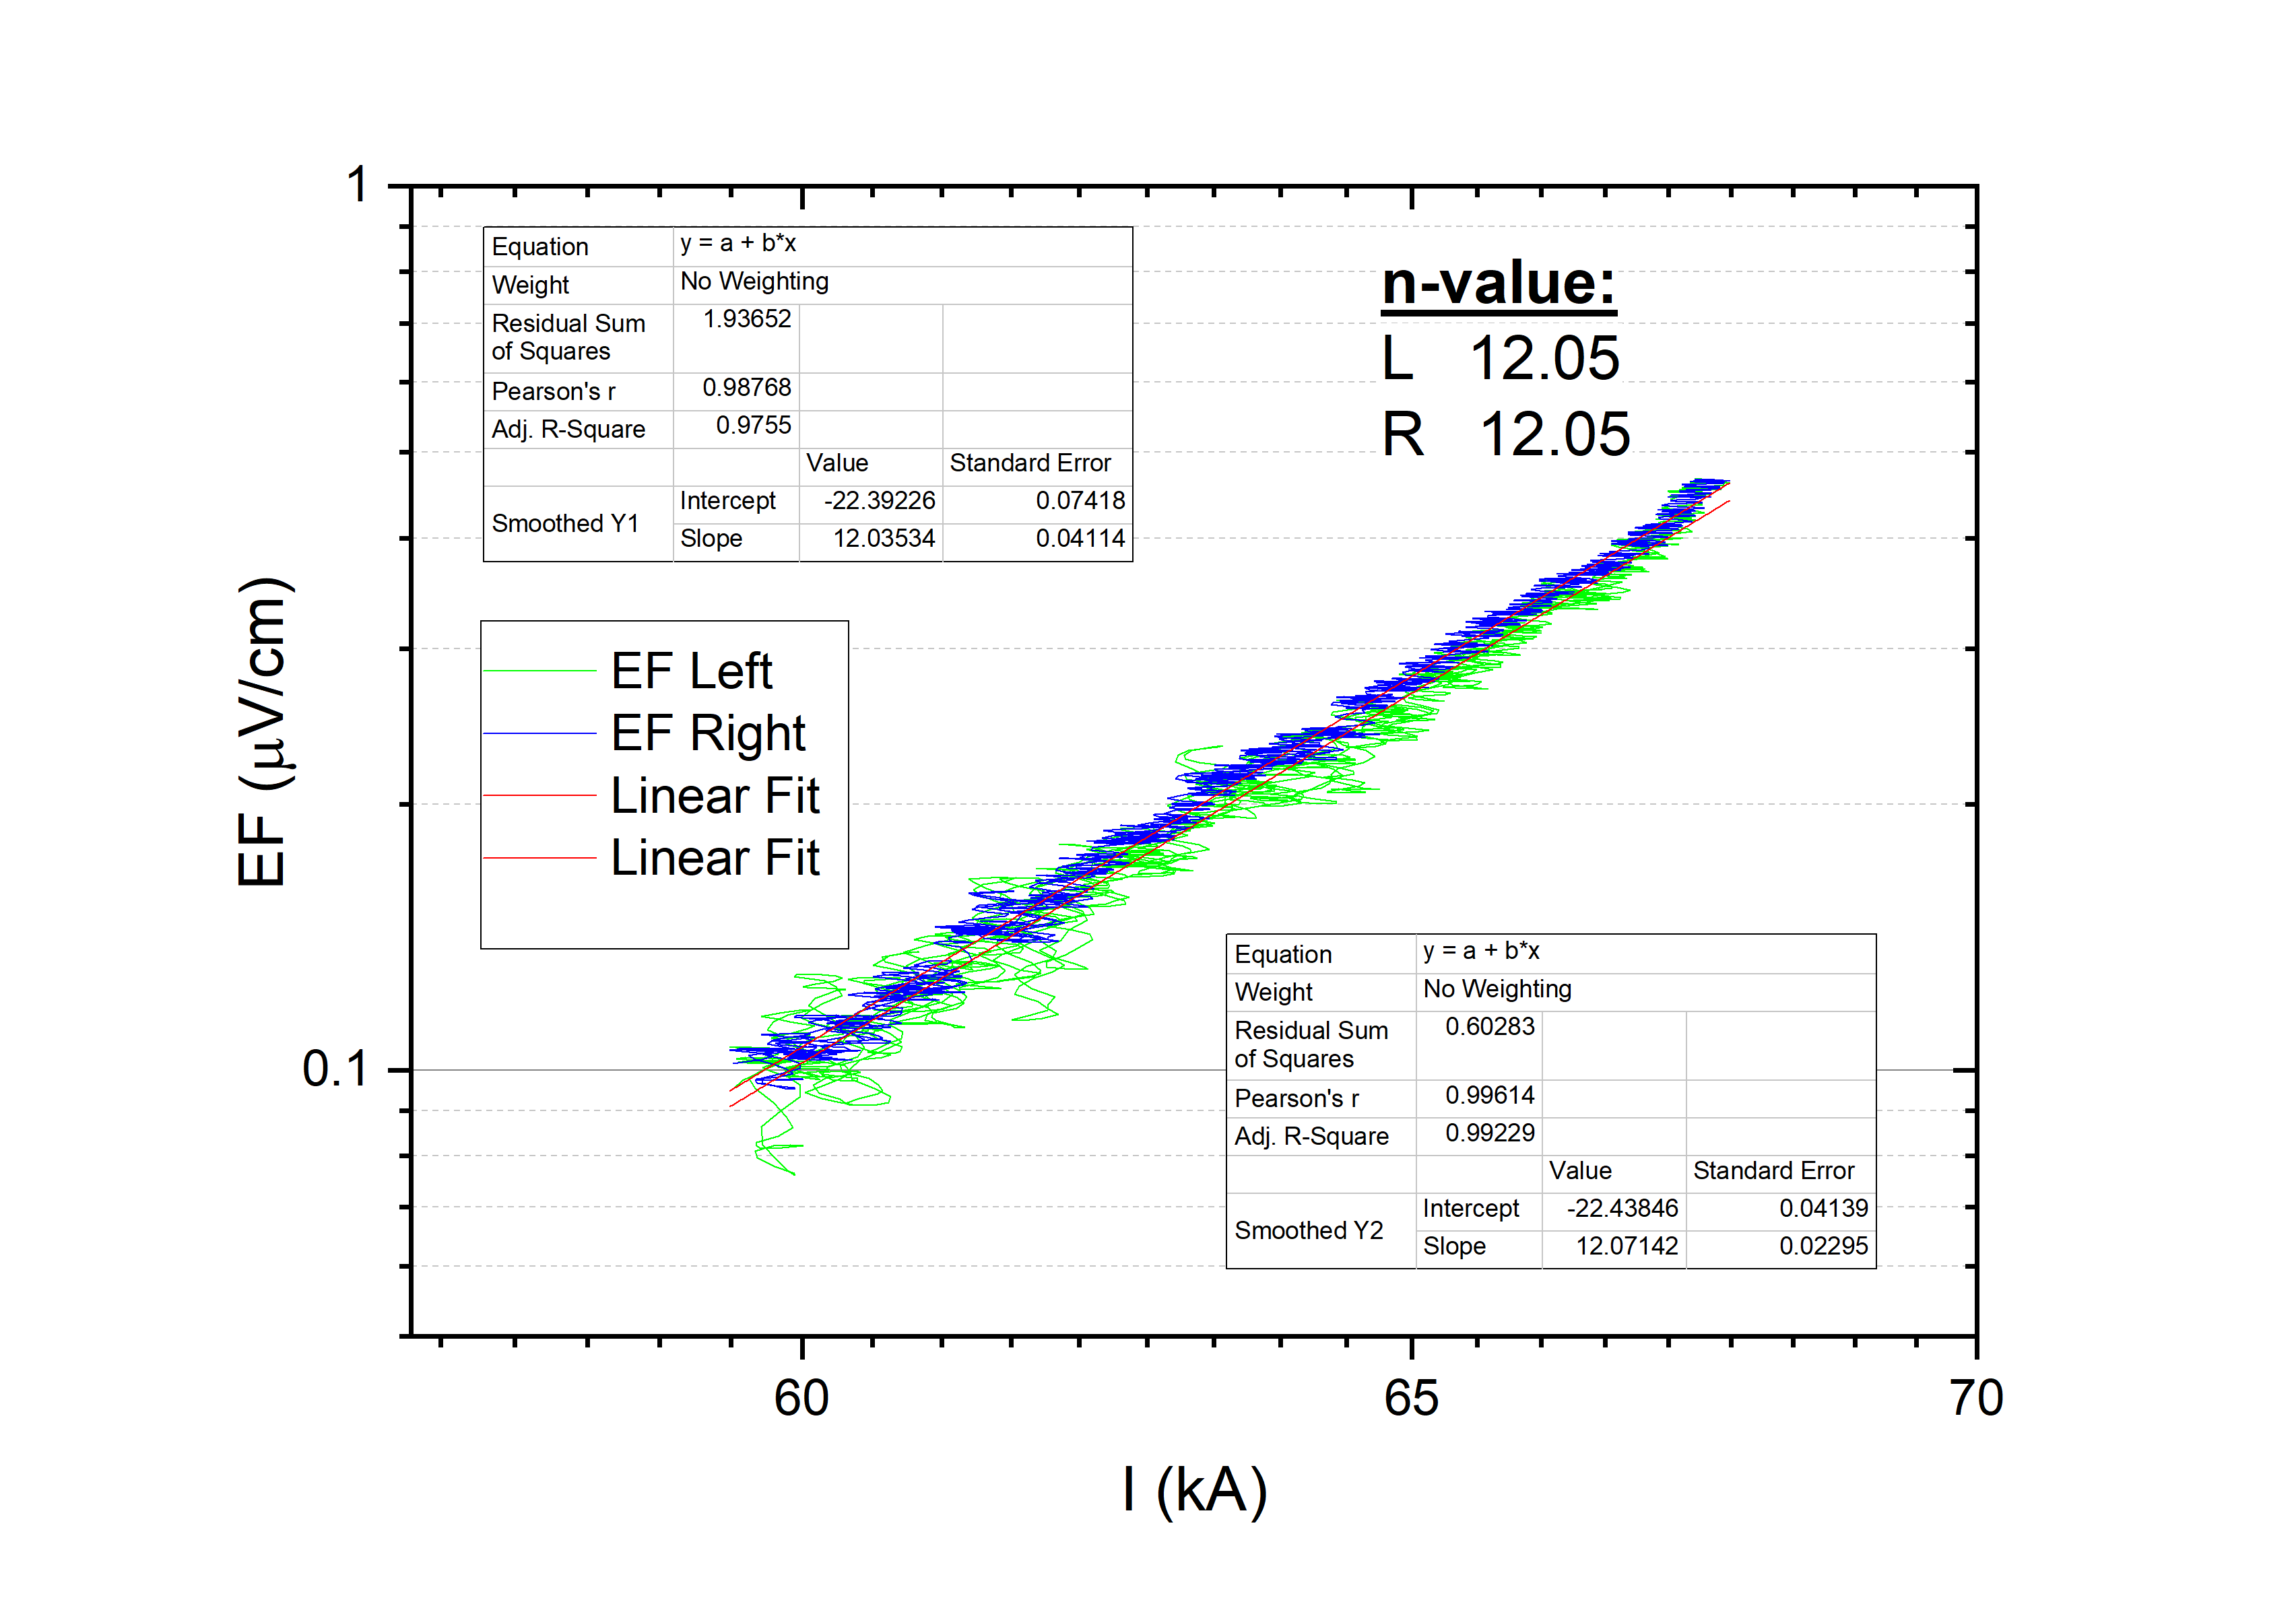 1
Equation y = a + b*x
Weight No Weighting
Residual Sum of Squares 1.93652
Pearson's r 0.98768
Adj. R-Square 0.9755
Value Standard Error
Smoothed Y1 Intercept -22.39226 0.07418
Slope 12.03534 0.04114
n-value:
L 12.05
R 12.05
EF (μV/cm)
EF Left
EF Right
Linear Fit
Linear Fit
0.1
Equation y = a + b*x
Weight No Weighting
Residual Sum of Squares 0.60283
Pearson's r 0.99614
Adj. R-Square 0.99229
Value Standard Error
Smoothed Y2 Intercept -22.43846 0.04139
Slope 12.07142 0.02295
60 65 70
I (kA)